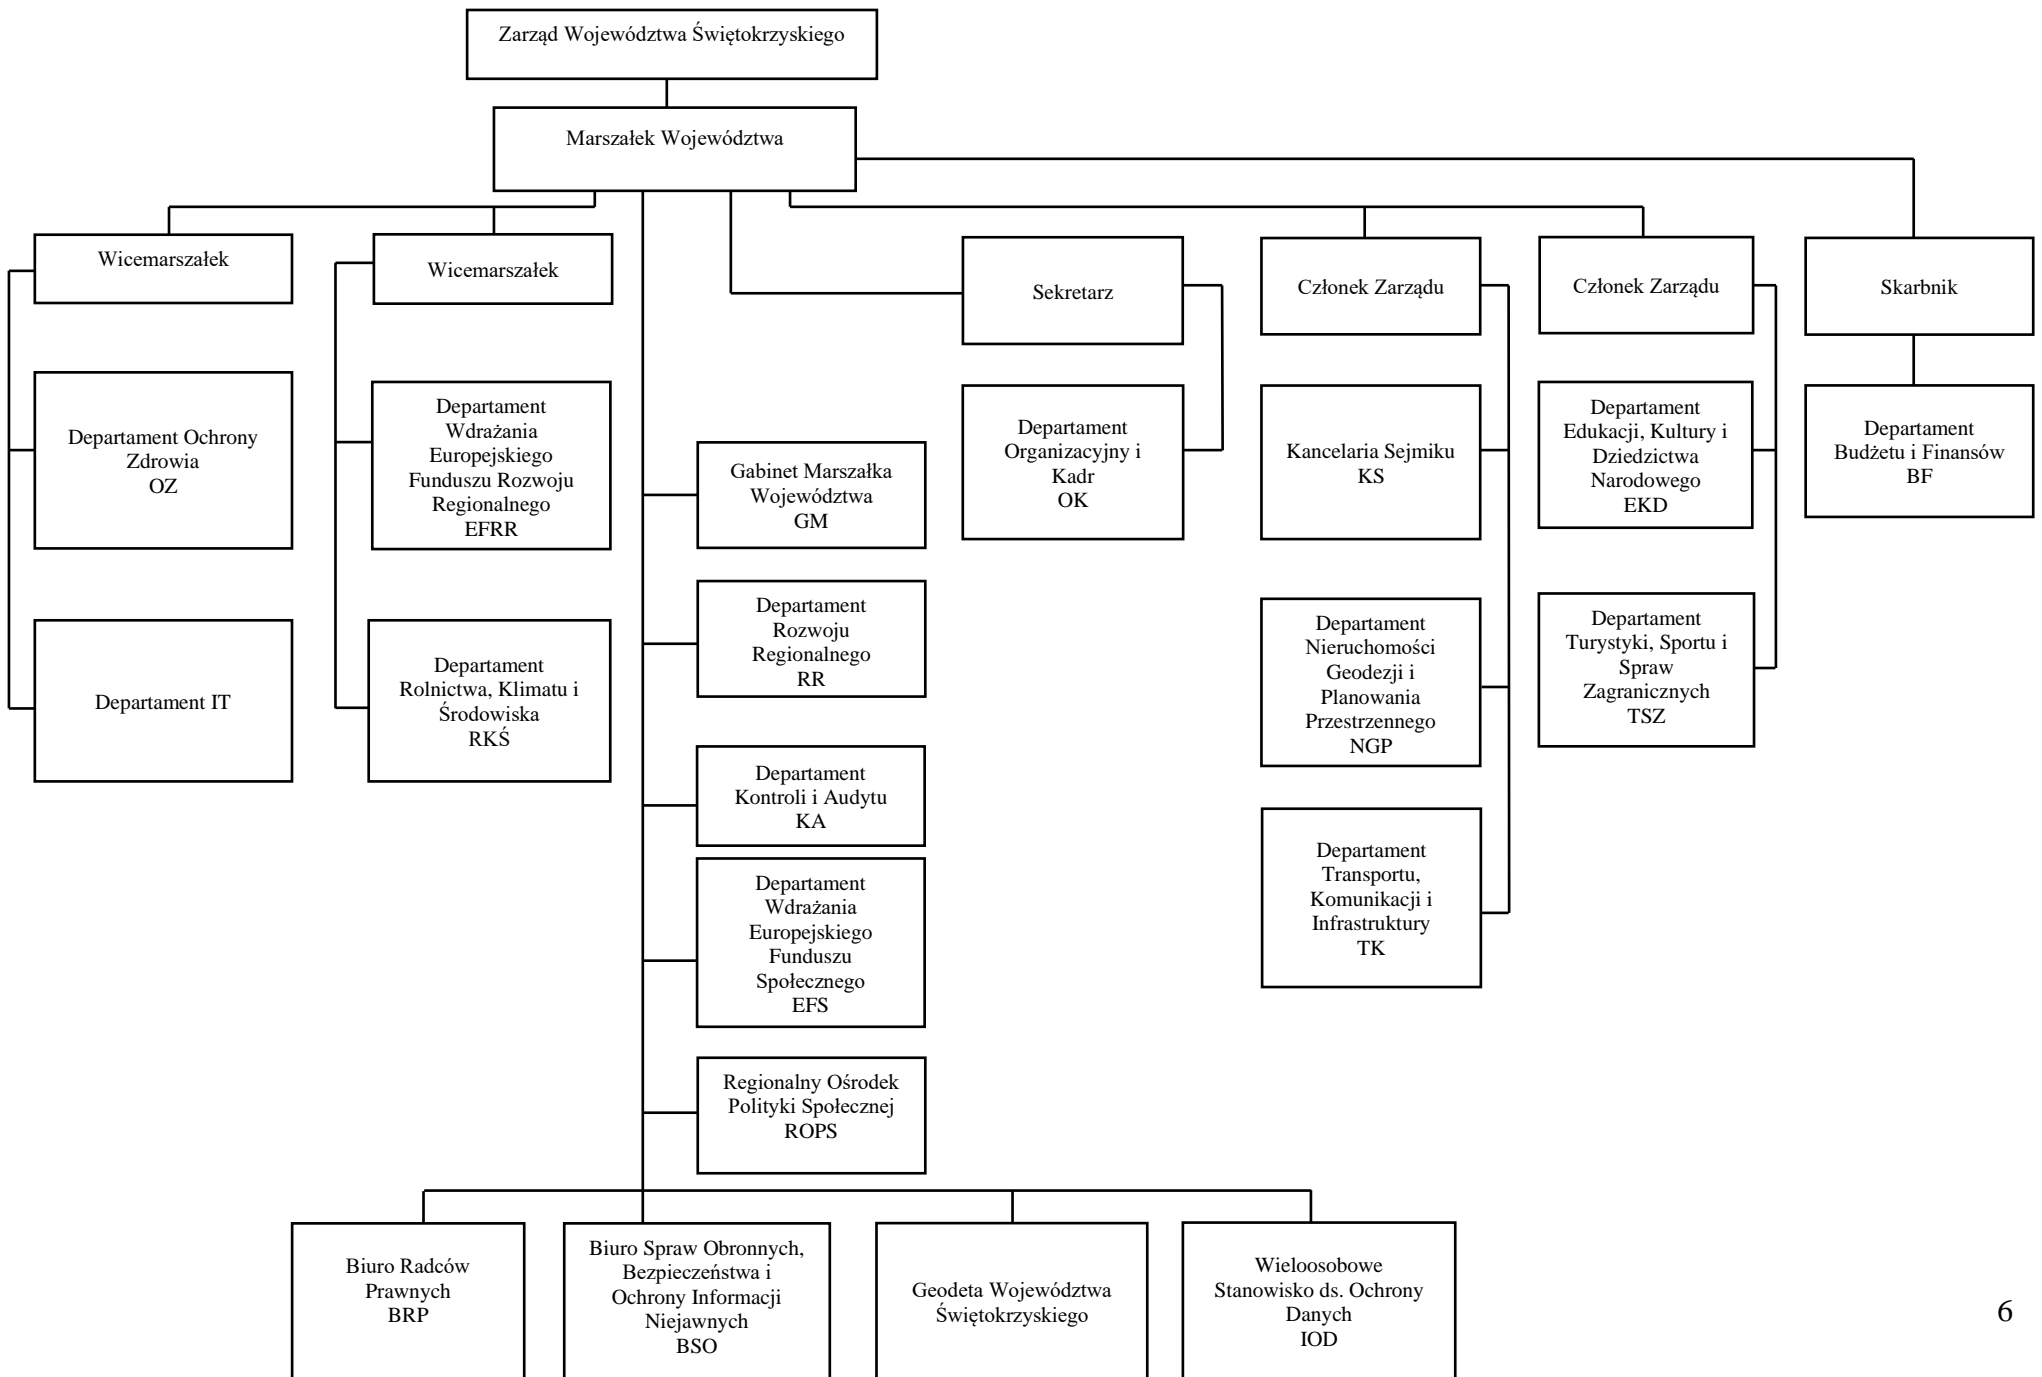 Zarząd Województwa Świętokrzyskiego
Marszałek Województwa
Wicemarszałek
Wicemarszałek
Sekretarz
Członek Zarządu
Członek Zarządu
Skarbnik
Departament Ochrony
Zdrowia
OZ
Departament IT
Departament
Wdrażania
Europejskiego
Funduszu Rozwoju
Regionalnego
EFRR
Departament
Rolnictwa, Klimatu i
Środowiska
RKŚ
Gabinet Marszałka
Województwa
GM
Departament
Rozwoju
Regionalnego
RR
Departament
Kontroli i Audytu
KA
Departament
Wdrażania
Europejskiego
Funduszu
Społecznego
EFS
Regionalny Ośrodek
Polityki Społecznej
ROPS
Departament
Organizacyjny i
Kadr
OK
Kancelaria Sejmiku
KS
Departament
Nieruchomości
Geodezji i
Planowania
Przestrzennego
NGP
Departament
Transportu,
Komunikacji i
Infrastruktury
TK
Departament
Edukacji, Kultury i
Dziedzictwa
Narodowego
EKD
Departament
Turystyki, Sportu i
Spraw
Zagranicznych
TSZ
Departament
Budżetu i Finansów
BF
Biuro Radców
Prawnych
BRP
Biuro Spraw Obronnych,
Bezpieczeństwa i
Ochrony Informacji
Niejawnych
BSO
Geodeta Województwa
Świętokrzyskiego
Wieloosobowe
Stanowisko ds. Ochrony
Danych
IOD
6